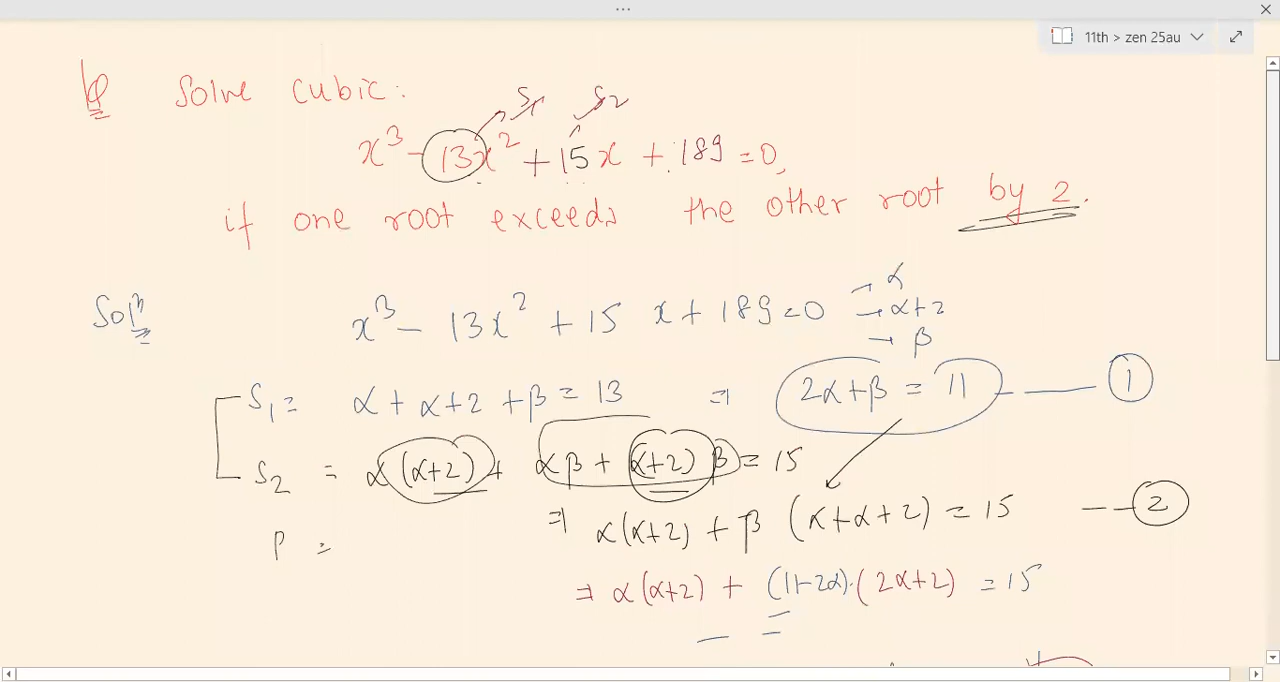 ...
11th > zen 25au
Q Solve cubic:
S1 S2
x³ - 13x² + 15x + 189 = 0,
if one root exceeds the other root by 2.
Solⁿ x³ - 13x² + 15 x + 189 = 0 → α
→ α+2
→ β
S1 = α + α+2 + β = 13 ⇒ 2α+β = 11 —— ①
S2 = α(α+2) + αβ + (α+2)β = 15
⇒ α(α+2) + β (α+α+2) = 15 —— ②
P =
⇒ α(α+2) + (11-2α)·(2α+2) = 15